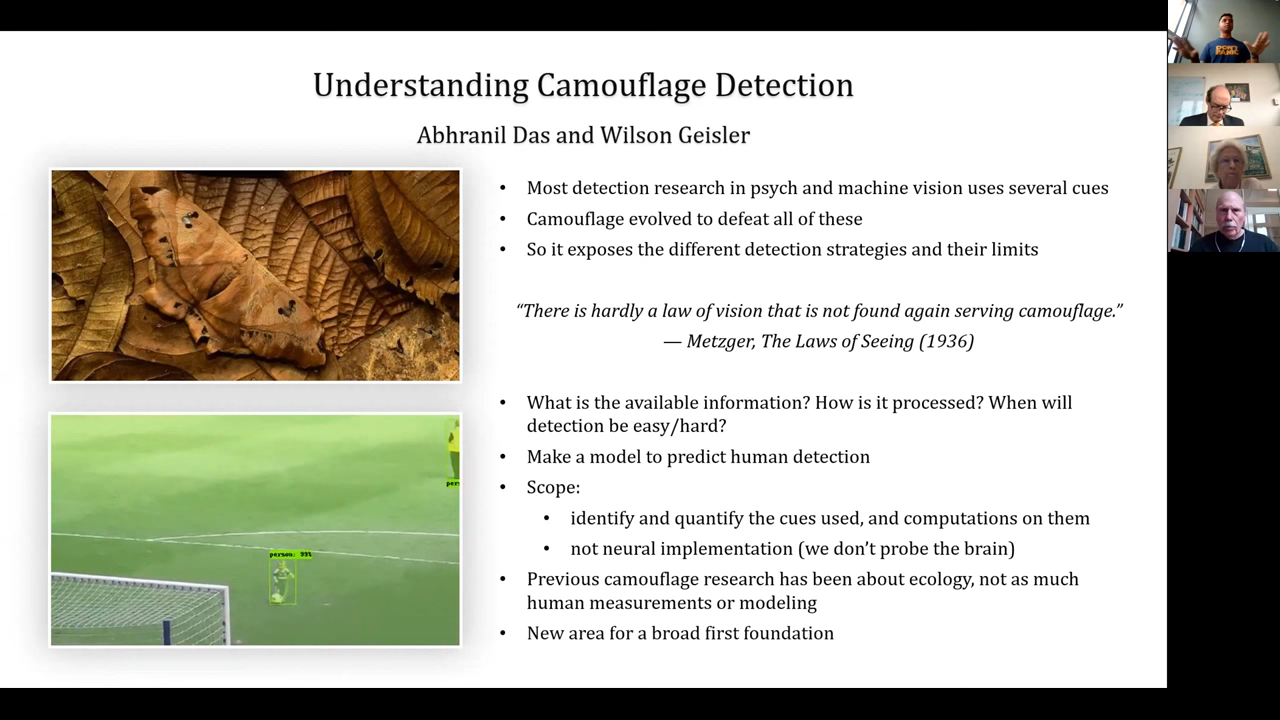 Understanding Camouflage Detection
Abhranil Das and Wilson Geisler
• Most detection research in psych and machine vision uses several cues
• Camouflage evolved to defeat all of these
• So it exposes the different detection strategies and their limits
“There is hardly a law of vision that is not found again serving camouflage.”
— Metzger, The Laws of Seeing (1936)
• What is the available information? How is it processed? When will
detection be easy/hard?
• Make a model to predict human detection
• Scope:
• identify and quantify the cues used, and computations on them
• not neural implementation (we don’t probe the brain)
• Previous camouflage research has been about ecology, not as much
human measurements or modeling
• New area for a broad first foundation
person: 99%
pers
DON'T
PANIC